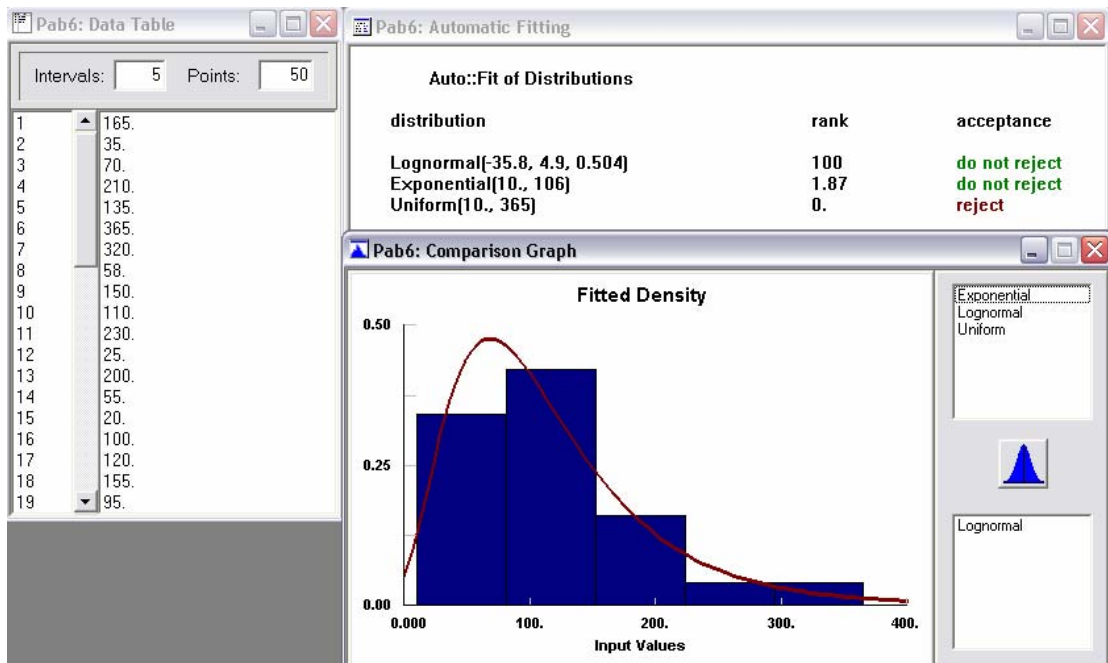 Pab6: Data Table
Intervals: 5 Points: 50
1 165.
2 35.
3 70.
4 210.
5 135.
6 365.
7 320.
8 58.
9 150.
10 110.
11 230.
12 25.
13 200.
14 55.
15 20.
16 100.
17 120.
18 155.
19 95.
Pab6: Automatic Fitting
Auto::Fit of Distributions
distribution rank acceptance
Lognormal(-35.8, 4.9, 0.504) 100 do not reject
Exponential(10., 106) 1.87 do not reject
Uniform(10., 365) 0. reject
Pab6: Comparison Graph
Fitted Density
0.50
0.25
0.00
0.000 100. 200. 300. 400.
Input Values
Exponential
Lognormal
Uniform
Lognormal